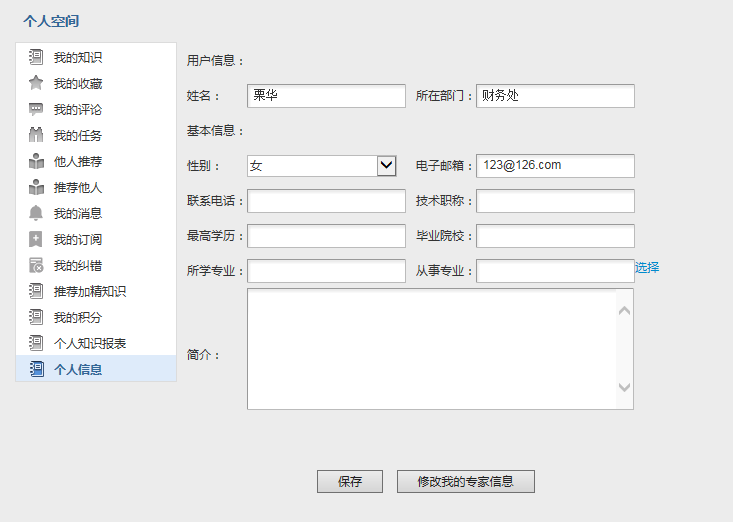 个人空间
我的知识
我的收藏
我的评论
我的任务
他人推荐
推荐他人
我的消息
我的订阅
我的纠错
推荐加精知识
我的积分
个人知识报表
个人信息
用户信息：
姓名： 栗华 所在部门： 财务处
基本信息：
性别： 女 电子邮箱： 123@126.com
联系电话： 技术职称：
最高学历： 毕业院校：
所学专业： 从事专业： 选择
简介：
保存 修改我的专家信息